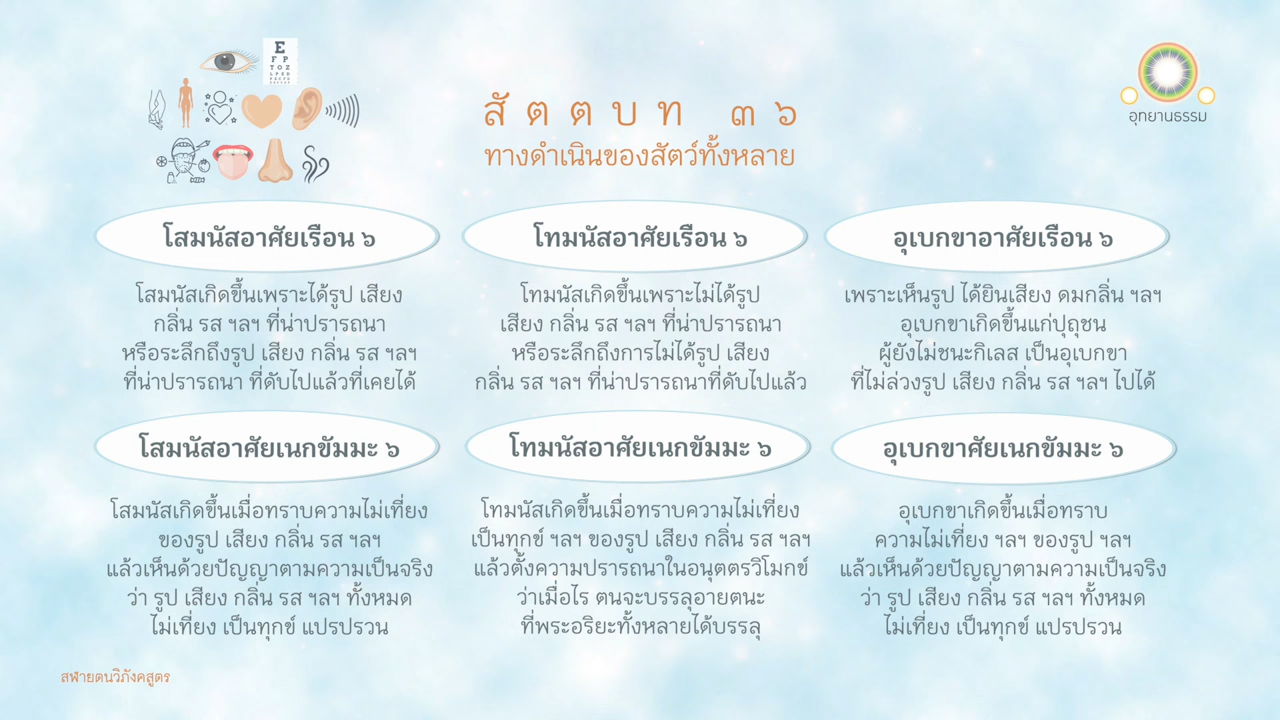 E
F P
T O Z
L P E D
สัตตบท ๓๖
ทางดำเนินของสัตว์ทั้งหลาย
อุทยานธรรม
โสมนัสอาศัยเรือน ๖
โสมนัสเกิดขึ้นเพราะได้รูป เสียง
กลิ่น รส ฯลฯ ที่น่าปรารถนา
หรือระลึกถึงรูป เสียง กลิ่น รส ฯลฯ
ที่น่าปรารถนา ที่ดับไปแล้วที่เคยได้
โทมนัสอาศัยเรือน ๖
โทมนัสเกิดขึ้นเพราะไม่ได้รูป
เสียง กลิ่น รส ฯลฯ ที่น่าปรารถนา
หรือระลึกถึงการไม่ได้รูป เสียง
กลิ่น รส ฯลฯ ที่น่าปรารถนาที่ดับไปแล้ว
อุเบกขาอาศัยเรือน ๖
เพราะเห็นรูป ได้ยินเสียง ดมกลิ่น ฯลฯ
อุเบกขาเกิดขึ้นแก่ปุถุชน
ผู้ยังไม่ชนะกิเลส เป็นอุเบกขา
ที่ไม่ล่วงรูป เสียง กลิ่น รส ฯลฯ ไปได้
โสมนัสอาศัยเนกขัมมะ ๖
โสมนัสเกิดขึ้นเมื่อทราบความไม่เที่ยง
ของรูป เสียง กลิ่น รส ฯลฯ
แล้วเห็นด้วยปัญญาตามความเป็นจริง
ว่า รูป เสียง กลิ่น รส ฯลฯ ทั้งหมด
ไม่เที่ยง เป็นทุกข์ แปรปรวน
โทมนัสอาศัยเนกขัมมะ ๖
โทมนัสเกิดขึ้นเมื่อทราบความไม่เที่ยง
เป็นทุกข์ ฯลฯ ของรูป เสียง กลิ่น รส ฯลฯ
แล้วตั้งความปรารถนาในอนุตตรวิโมกข์
ว่าเมื่อไร ตนจะบรรลุอายตนะ
ที่พระอริยะทั้งหลายได้บรรลุ
อุเบกขาศัยเนกขัมมะ ๖
อุเบกขาเกิดขึ้นเมื่อทราบ
ความไม่เที่ยง ฯลฯ ของรูป ฯลฯ
แล้วเห็นด้วยปัญญาตามความเป็นจริง
ว่า รูป เสียง กลิ่น รส ฯลฯ ทั้งหมด
ไม่เที่ยง เป็นทุกข์ แปรปรวน
สฬายตนวิภังคสูตร